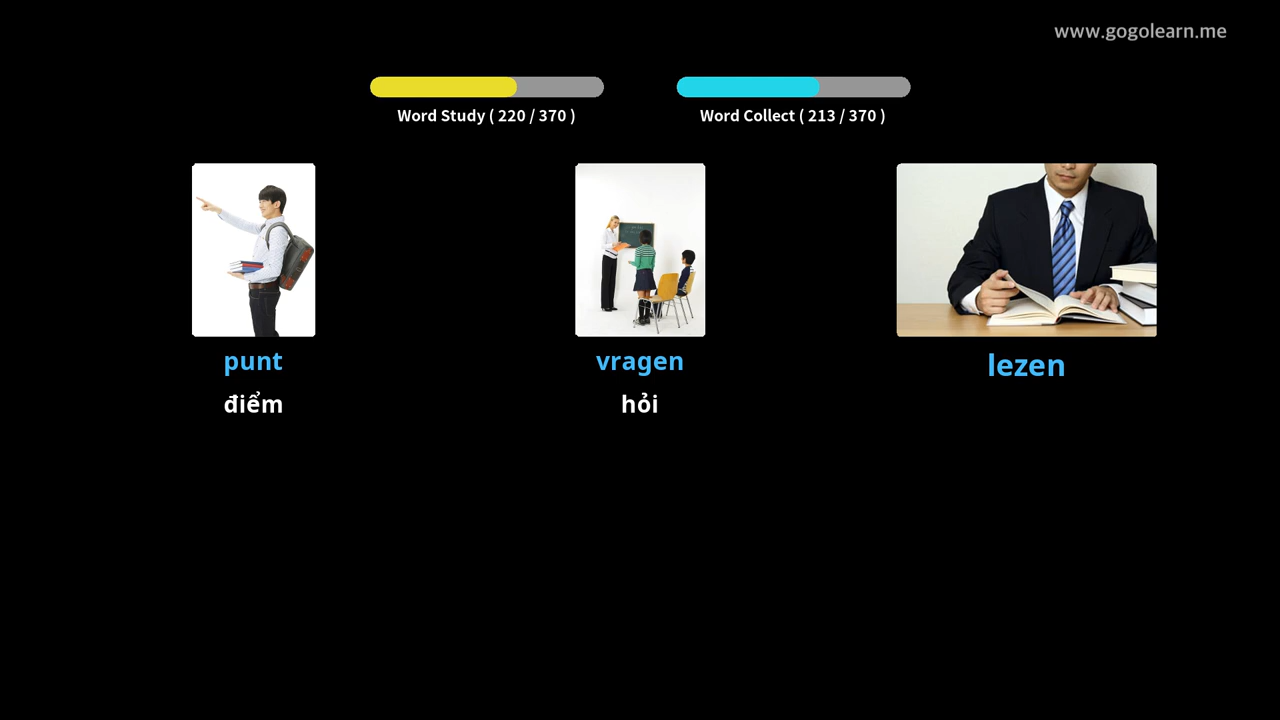 www.gogolearn.me
Word Study ( 220 / 370 )
Word Collect ( 213 / 370 )
punt
điểm
vragen
hỏi
lezen